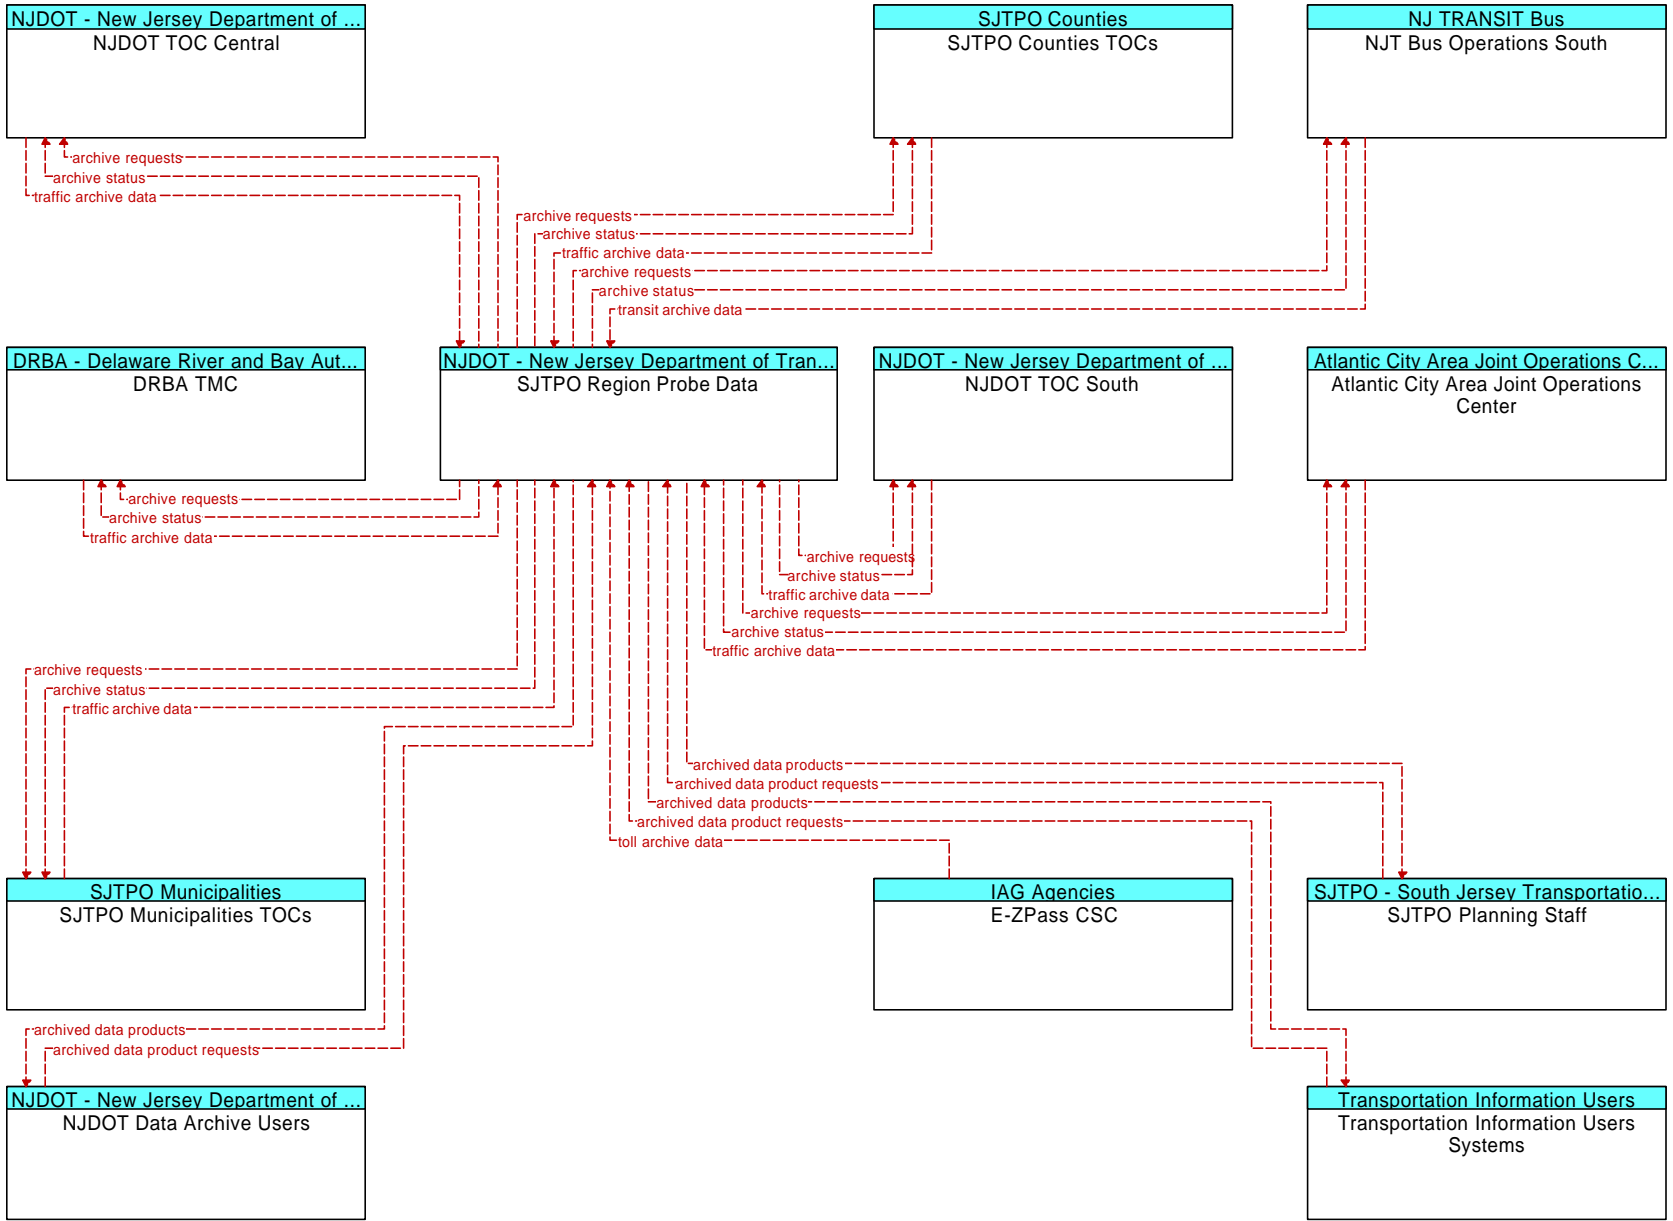 NJDOT - New Jersey Department of ...
NJDOT TOC Central
SJTPO Counties
SJTPO Counties TOCs
NJ TRANSIT Bus
NJT Bus Operations South
archive requests
archive status
traffic archive data
archive requests
archive status
traffic archive data
archive requests
archive status
transit archive data
DRBA - Delaware River and Bay Aut...
DRBA TMC
NJDOT - New Jersey Department of Tran...
SJTPO Region Probe Data
NJDOT - New Jersey Department of ...
NJDOT TOC South
Atlantic City Area Joint Operations C...
Atlantic City Area Joint Operations
Center
archive requests
archive status
traffic archive data
archive requests
archive status
traffic archive data
archive requests
archive status
traffic archive data
archive requests
archive status
traffic archive data
archived data products
archived data product requests
archived data products
archived data product requests
toll archive data
SJTPO Municipalities
SJTPO Municipalities TOCs
IAG Agencies
E-ZPass CSC
SJTPO - South Jersey Transportatio...
SJTPO Planning Staff
archived data products
archived data product requests
NJDOT - New Jersey Department of ...
NJDOT Data Archive Users
Transportation Information Users
Transportation Information Users
Systems